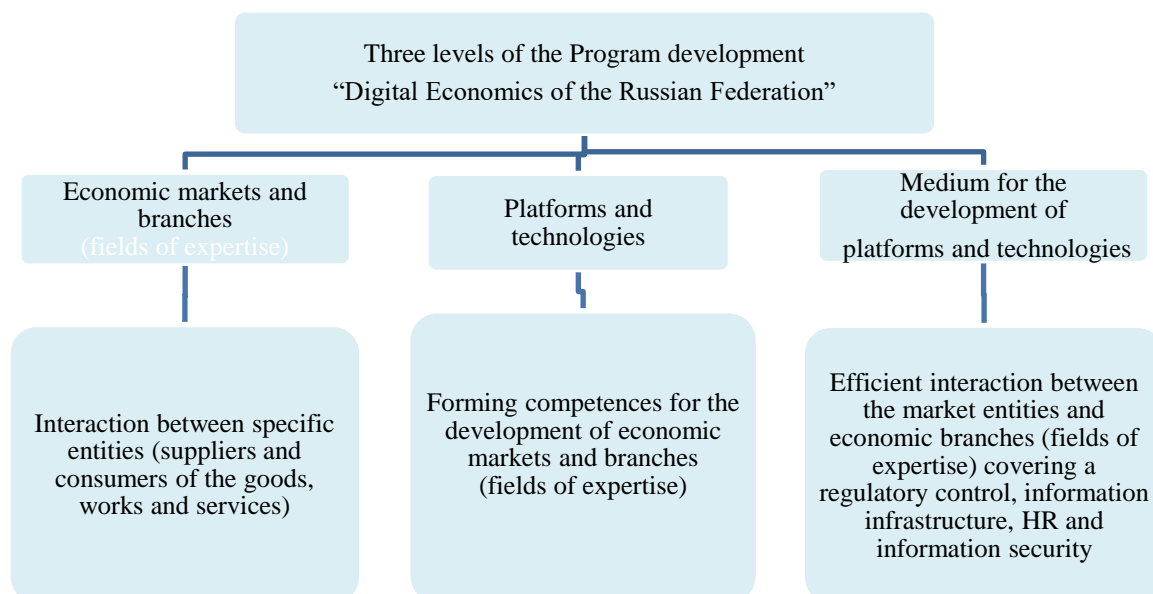 Three levels of the Program development
“Digital Economics of the Russian Federation”
Economic markets and
branches
(fields of expertise)
Platforms and
technologies
Medium for the
development of
platforms and technologies
Interaction between specific
entities (suppliers and
consumers of the goods,
works and services)
Forming competences for the
development of economic
markets and branches
(fields of expertise)
Efficient interaction between
the market entities and
economic branches (fields of
expertise) covering a
regulatory control, information
infrastructure, HR and
information security